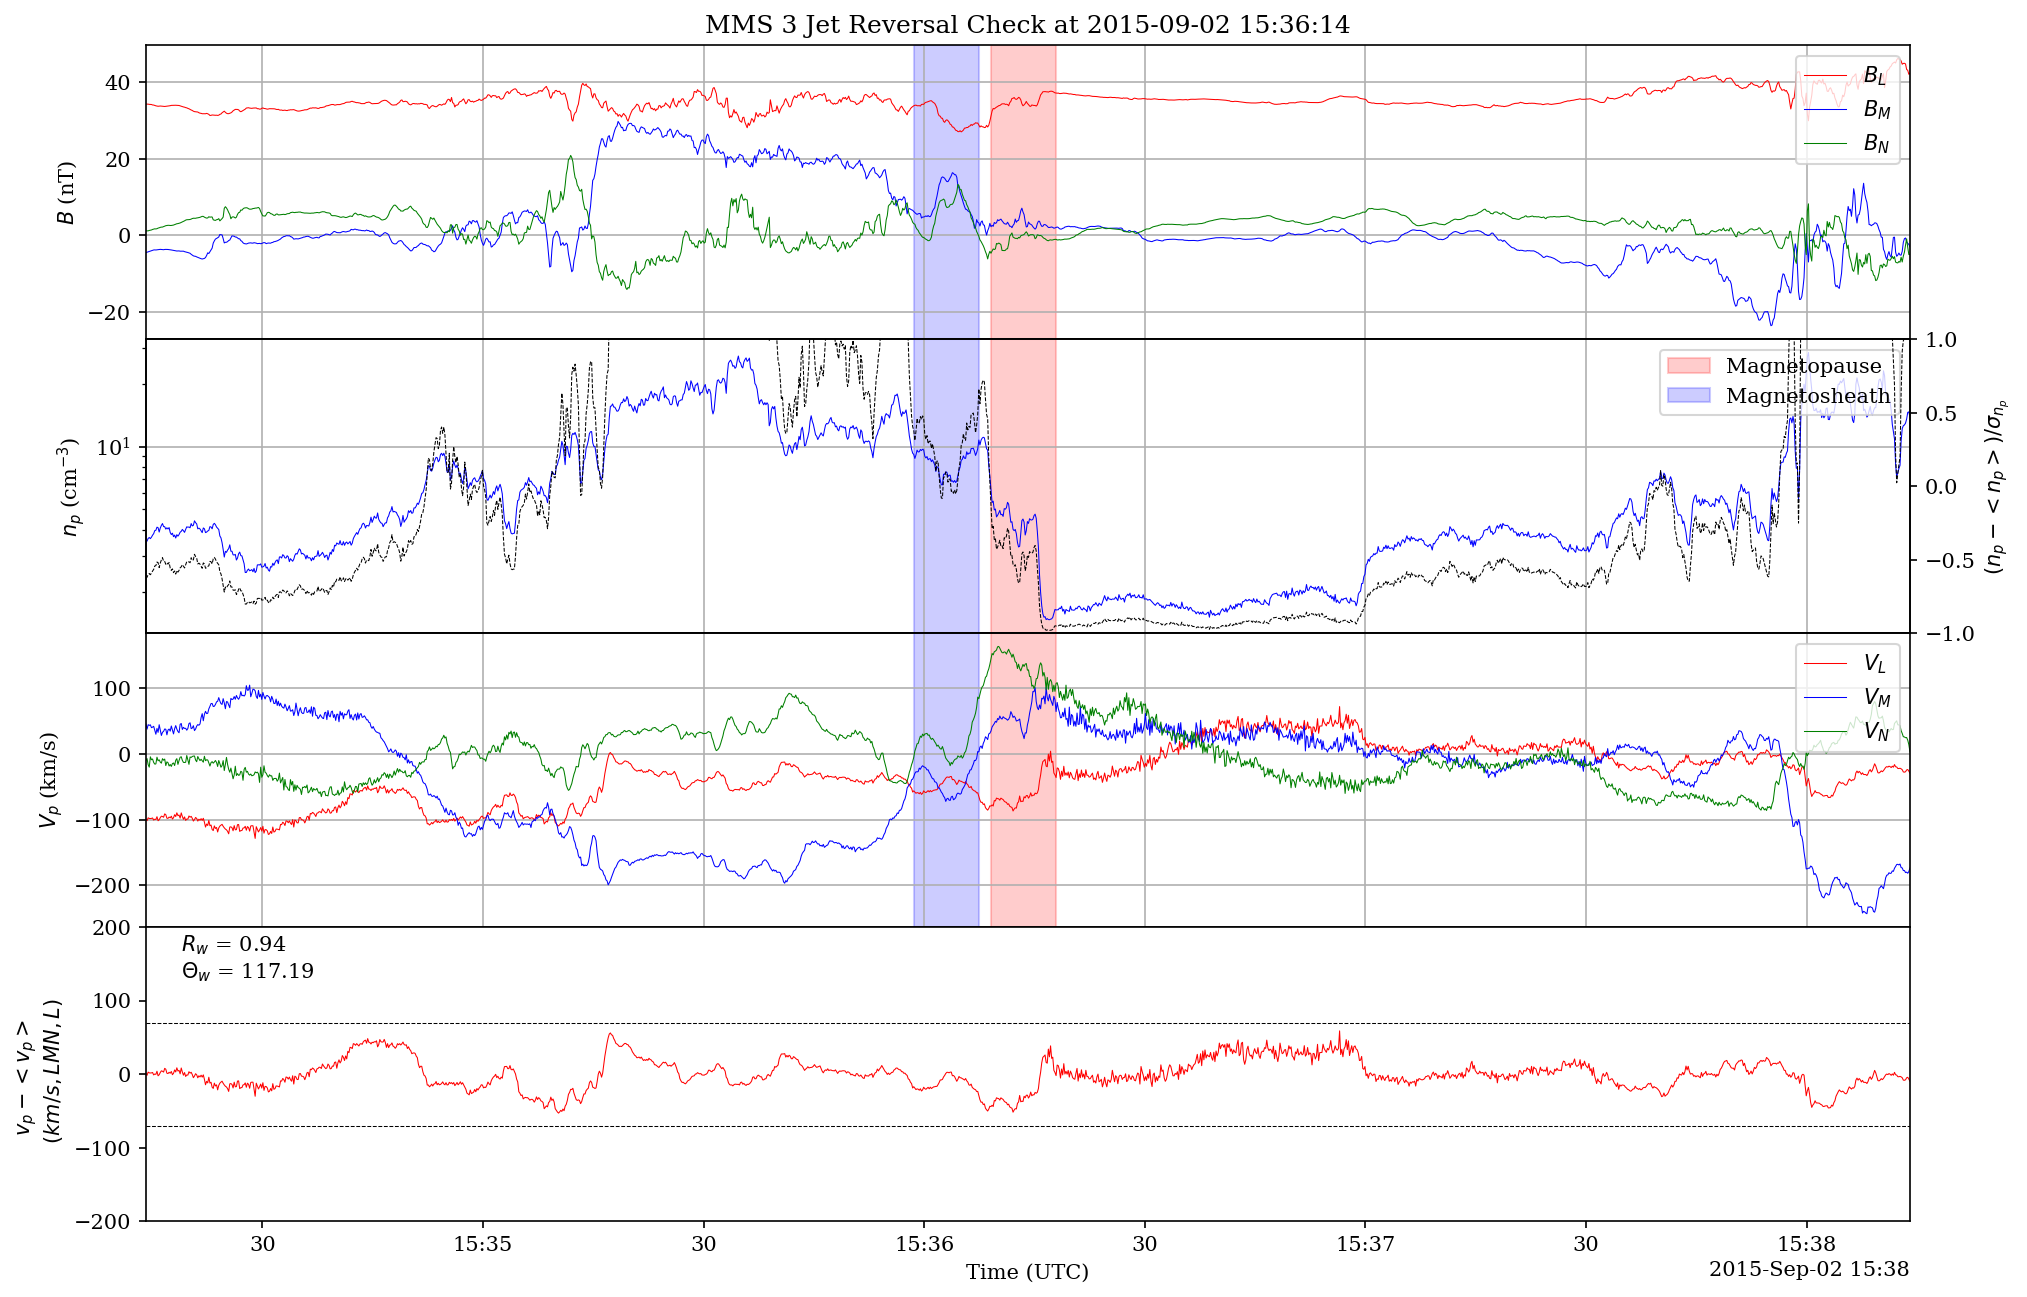 MMS 3 Jet Reversal Check at 2015-09-02 15:36:14
B (nT)
40
20
0
−20
B_L
B_M
B_N
n_p (cm^{−3})
10^1
Magnetopause
Magnetosheath
1.0
0.5
0.0
−0.5
−1.0
(n_p − < n_p >)/σ_{n_p}
V_p (km/s)
100
0
−100
−200
V_L
V_M
V_N
v_p − < v_p >
(km/s, LMN, L)
200
100
0
−100
−200
R_w = 0.94
Θ_w = 117.19
30 15:35 30 15:36 30 15:37 30 15:38
Time (UTC)
2015-Sep-02 15:38